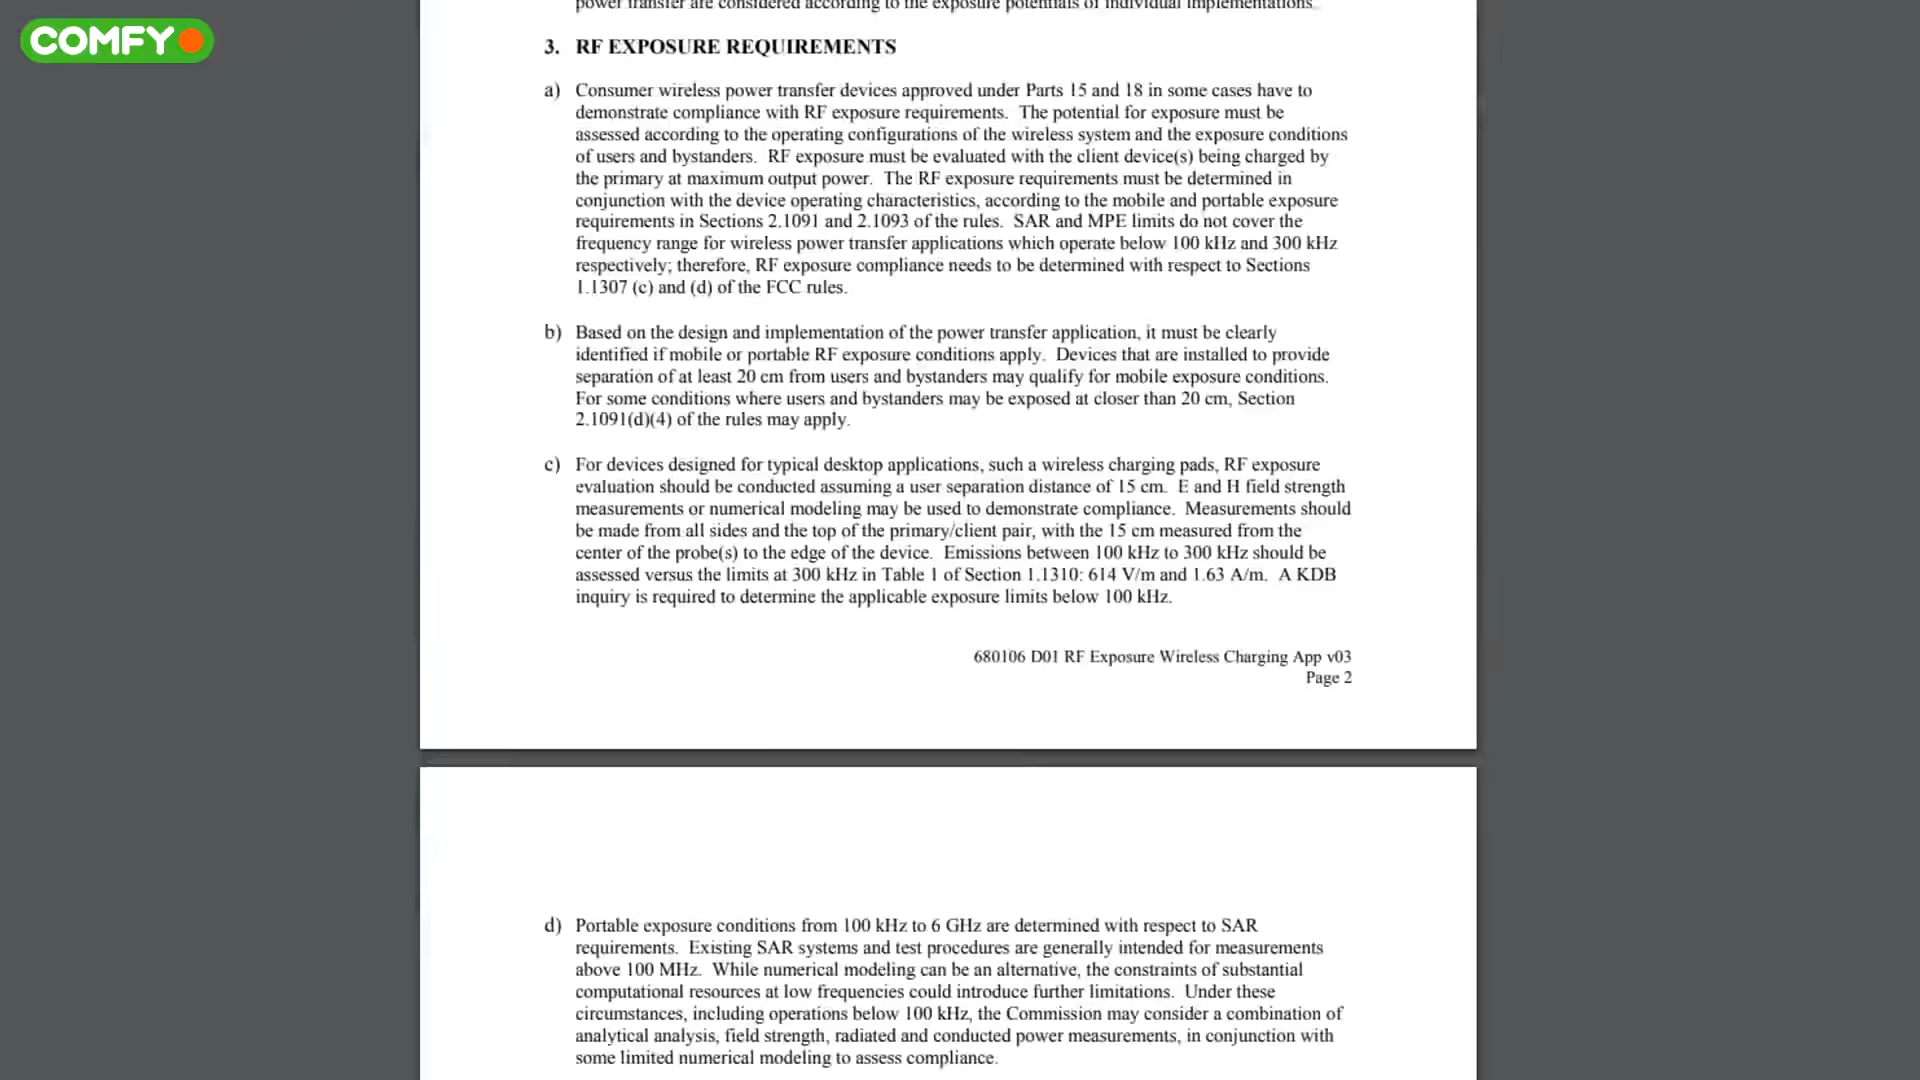 COMFY
power transfer are considered according to the exposure potentials of individual implementations.
3. RF EXPOSURE REQUIREMENTS
a) Consumer wireless power transfer devices approved under Parts 15 and 18 in some cases have to
demonstrate compliance with RF exposure requirements. The potential for exposure must be
assessed according to the operating configurations of the wireless system and the exposure conditions
of users and bystanders. RF exposure must be evaluated with the client device(s) being charged by
the primary at maximum output power. The RF exposure requirements must be determined in
conjunction with the device operating characteristics, according to the mobile and portable exposure
requirements in Sections 2.1091 and 2.1093 of the rules. SAR and MPE limits do not cover the
frequency range for wireless power transfer applications which operate below 100 kHz and 300 kHz
respectively; therefore, RF exposure compliance needs to be determined with respect to Sections
1.1307 (c) and (d) of the FCC rules.
b) Based on the design and implementation of the power transfer application, it must be clearly
identified if mobile or portable RF exposure conditions apply. Devices that are installed to provide
separation of at least 20 cm from users and bystanders may qualify for mobile exposure conditions.
For some conditions where users and bystanders may be exposed at closer than 20 cm, Section
2.1091(d)(4) of the rules may apply.
c) For devices designed for typical desktop applications, such a wireless charging pads, RF exposure
evaluation should be conducted assuming a user separation distance of 15 cm. E and H field strength
measurements or numerical modeling may be used to demonstrate compliance. Measurements should
be made from all sides and the top of the primary/client pair, with the 15 cm measured from the
center of the probe(s) to the edge of the device. Emissions between 100 kHz to 300 kHz should be
assessed versus the limits at 300 kHz in Table 1 of Section 1.1310: 614 V/m and 1.63 A/m. A KDB
inquiry is required to determine the applicable exposure limits below 100 kHz.
680106 D01 RF Exposure Wireless Charging App v03
Page 2
d) Portable exposure conditions from 100 kHz to 6 GHz are determined with respect to SAR
requirements. Existing SAR systems and test procedures are generally intended for measurements
above 100 MHz. While numerical modeling can be an alternative, the constraints of substantial
computational resources at low frequencies could introduce further limitations. Under these
circumstances, including operations below 100 kHz, the Commission may consider a combination of
analytical analysis, field strength, radiated and conducted power measurements, in conjunction with
some limited numerical modeling to assess compliance.